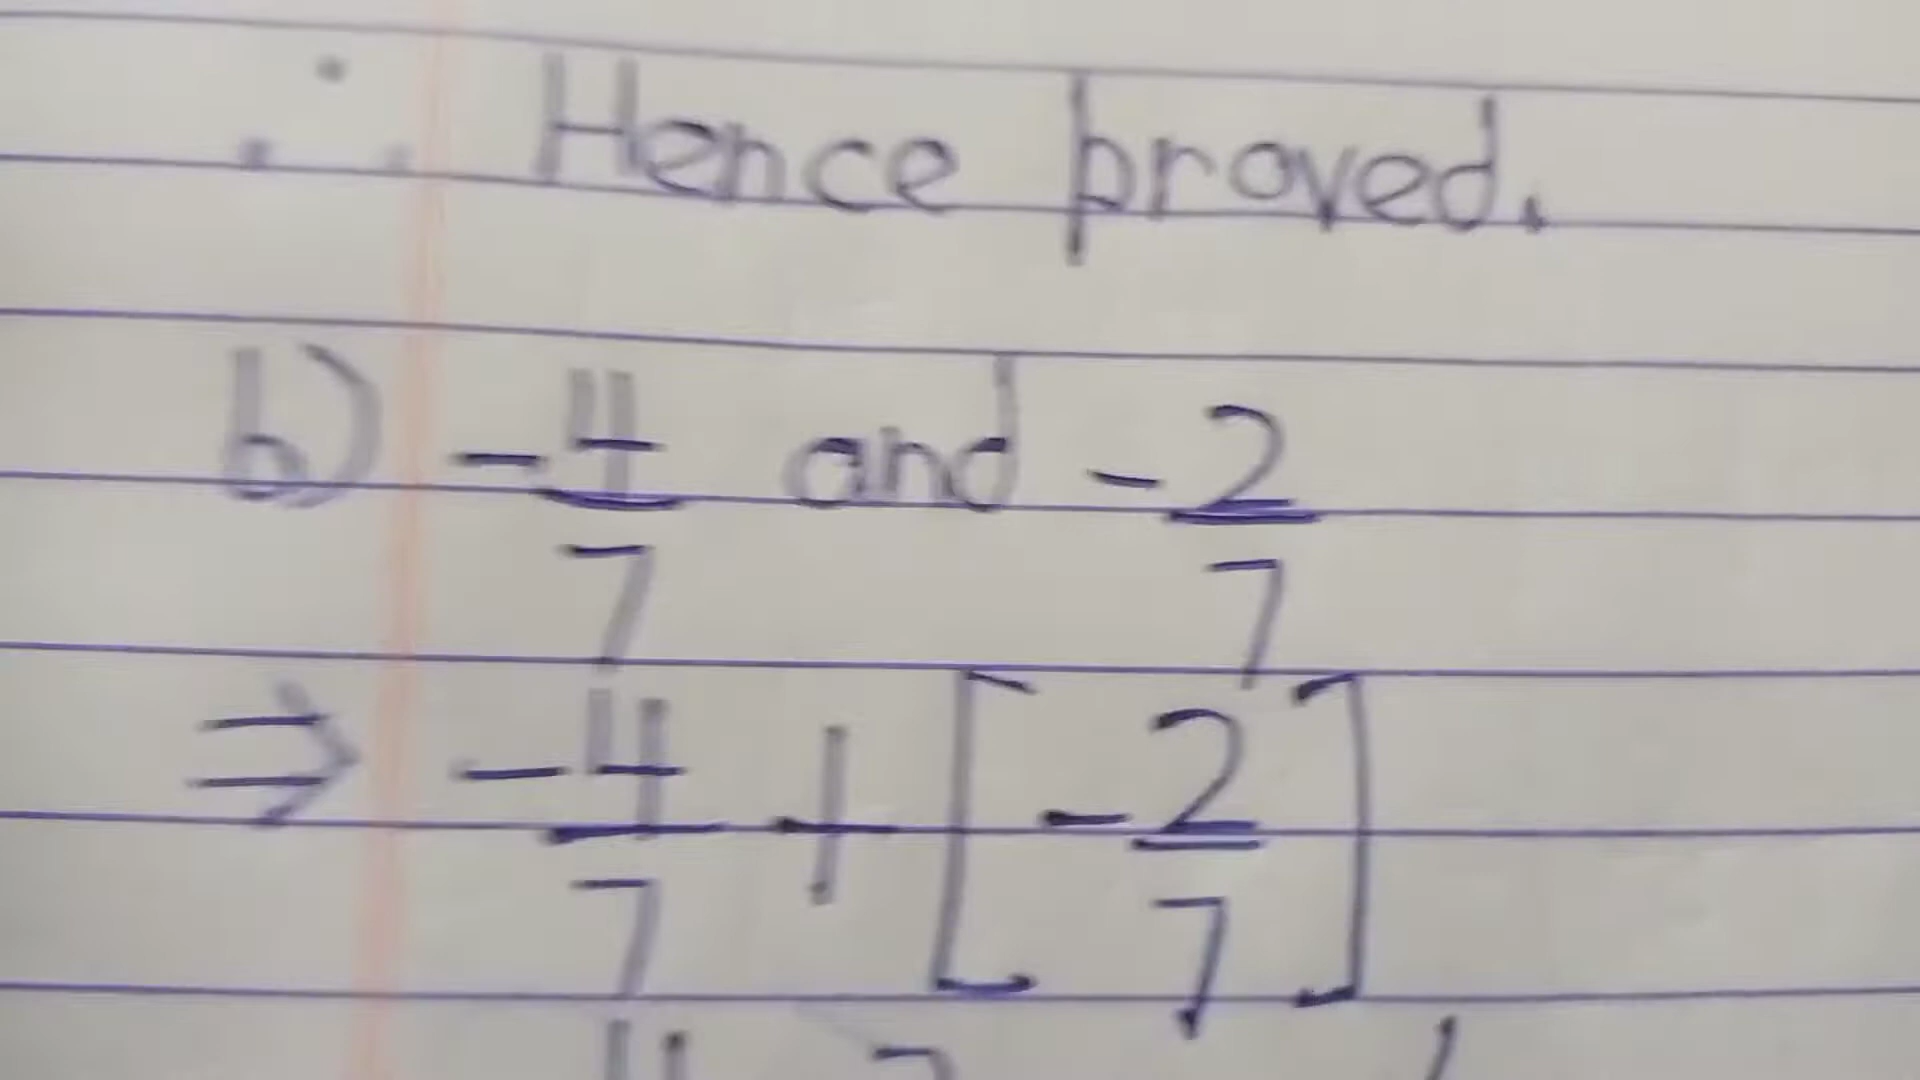 ∴ Hence proved.
b) -4/7 and -2/7
⇒ -4/7 + [-2/7]